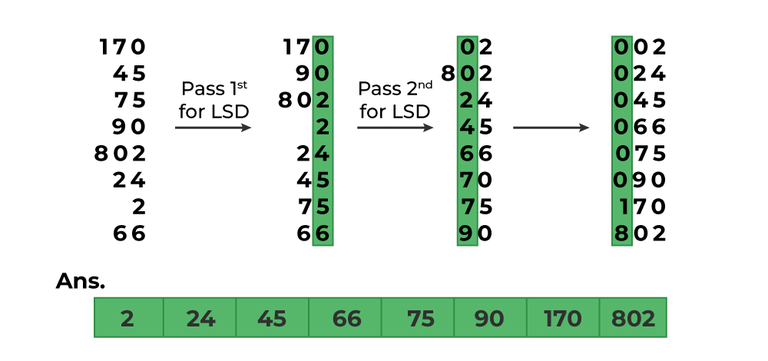 170 170 02 002
45 90 802 024
75 Pass 1st for LSD 802 Pass 2nd for LSD 24 045
90 2 45 066
802 24 66 075
24 45 70 090
2 75 75 170
66 66 90 802
Ans.
2 24 45 66 75 90 170 802